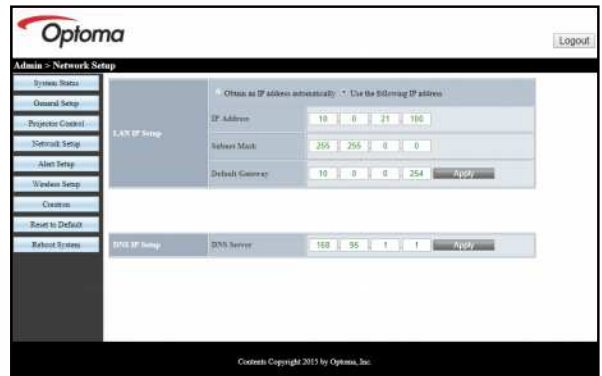 Optoma
Logout
Admin > Network Setup
System Status
General Setup
Projector Control
Network Setup
Alert Setup
Wireless Setup
Crestron
Reset to Default
Reboot System
LAN IP Setup
Obtain an IP address automatically Use the following IP address
IP Address 10 0 21 100
Subnet Mask 255 255 0 0
Default Gateway 10 0 0 254 Apply
DNS IP Setup DNS Server 168 95 1 1 Apply
Contents Copyright 2015 by Optoma, Inc.